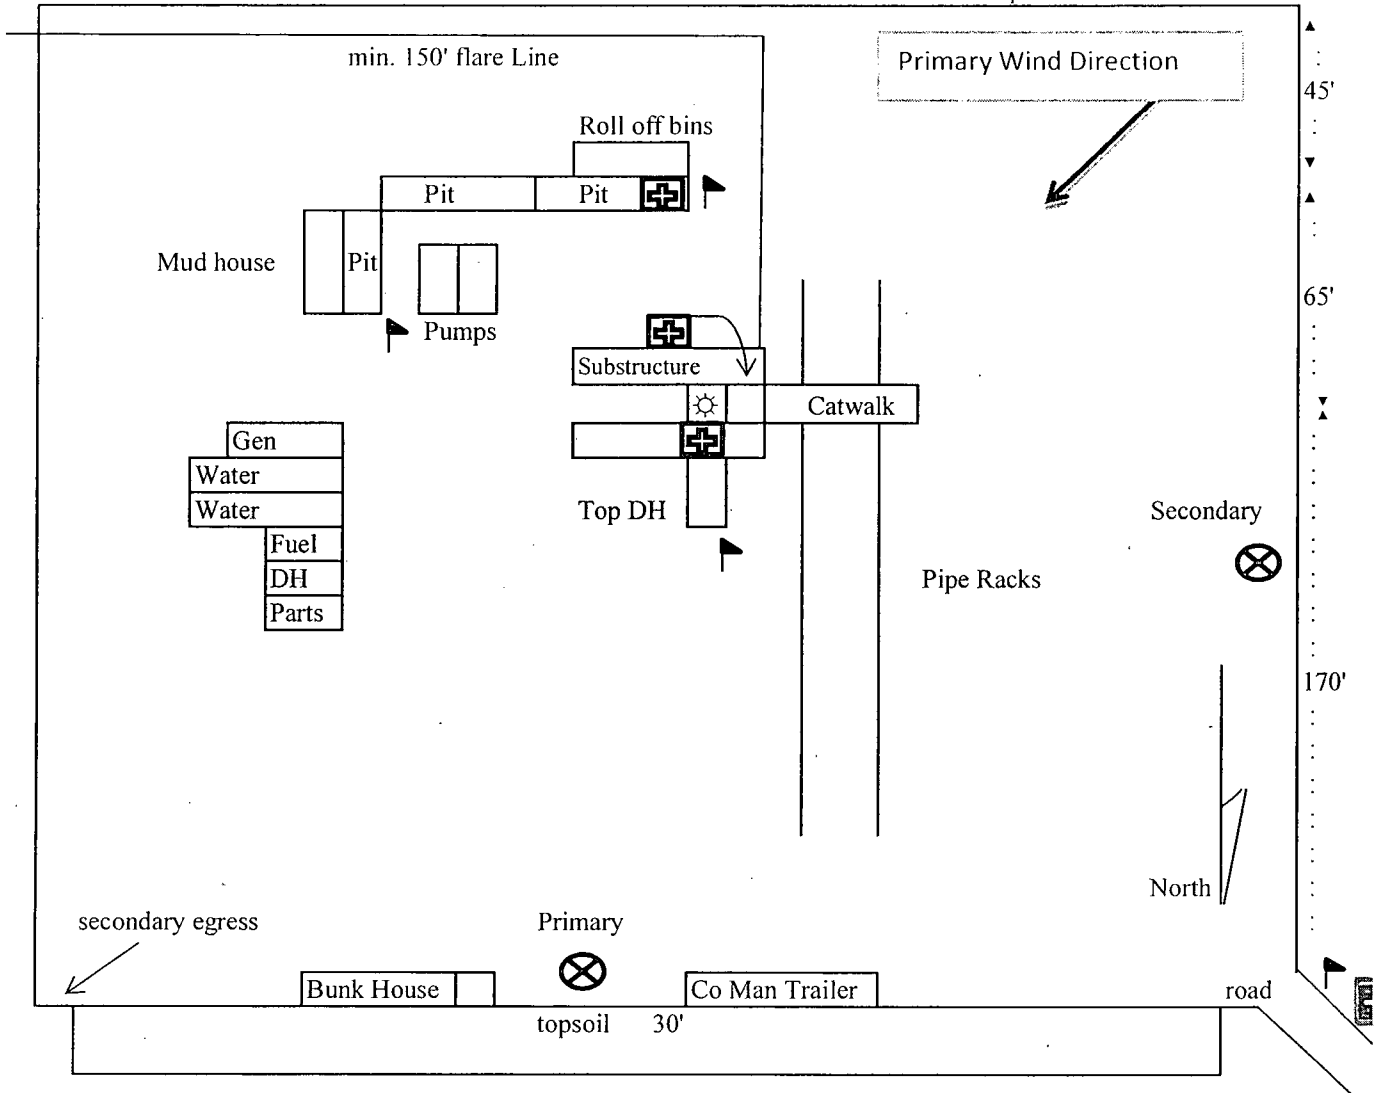 min. 150' flare Line
Primary Wind Direction
45'
Roll off bins
Pit
Pit
Mud house
Pit
65'
Pumps
Substructure
Catwalk
Gen
Water
Water
Top DH
Secondary
Fuel
DH
Pipe Racks
Parts
170'
North
secondary egress
Primary
Bunk House
Co Man Trailer
road
topsoil
30'